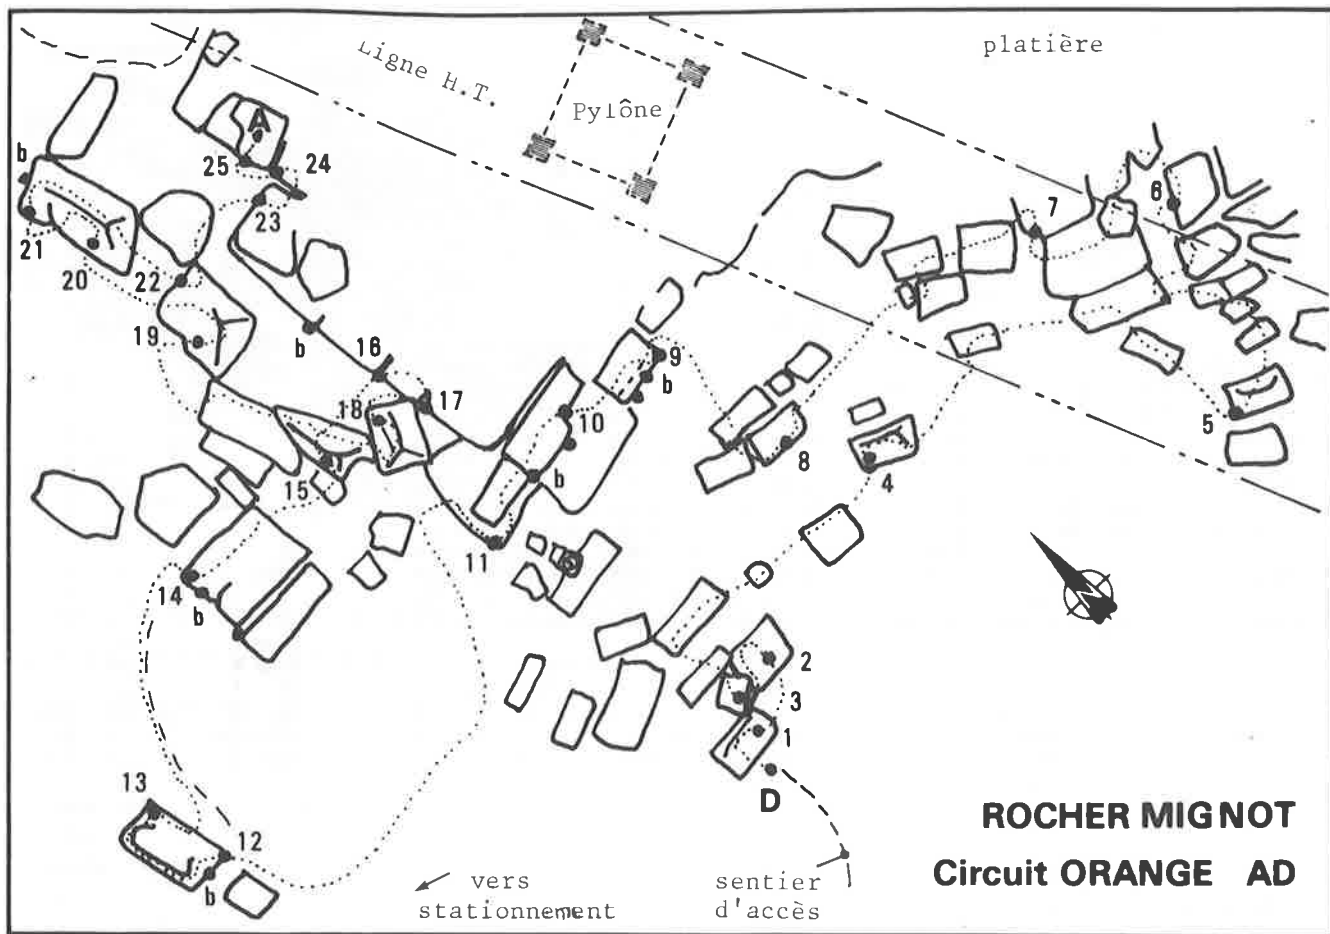 platière
Ligne H.T.
Pylône
A
25
24
b
23
21
20
22
19
b
16
17
18
15
9
b
10
b
11
7
6
5
8
4
14
b
2
3
1
D
13
12
b
vers
stationnement
sentier
d'accès
ROCHER MIGNOT
Circuit ORANGE AD